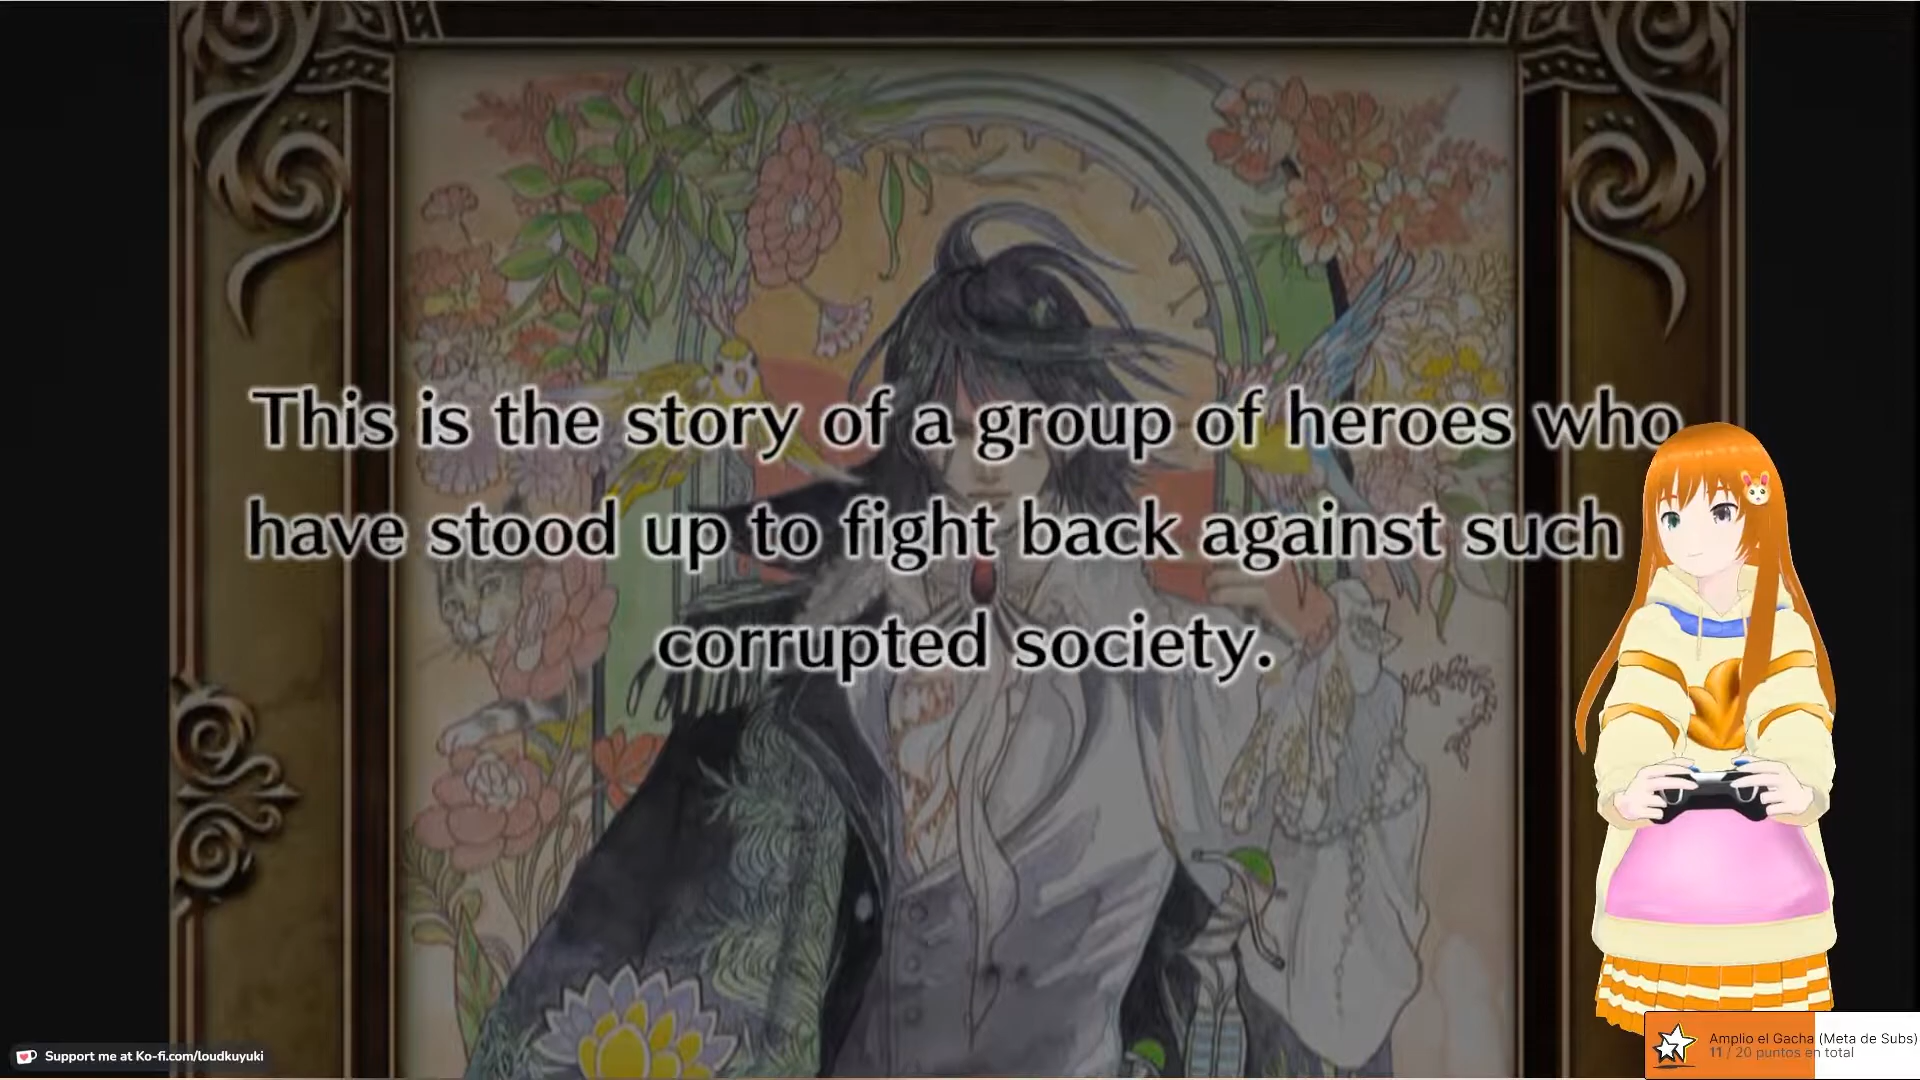 This is the story of a group of heroes who
have stood up to fight back against such
corrupted society.
Support me at Ko-fi.com/loudkuyuki
Amplio el Gacha (Meta de Subs)
11 / 20 puntos en total